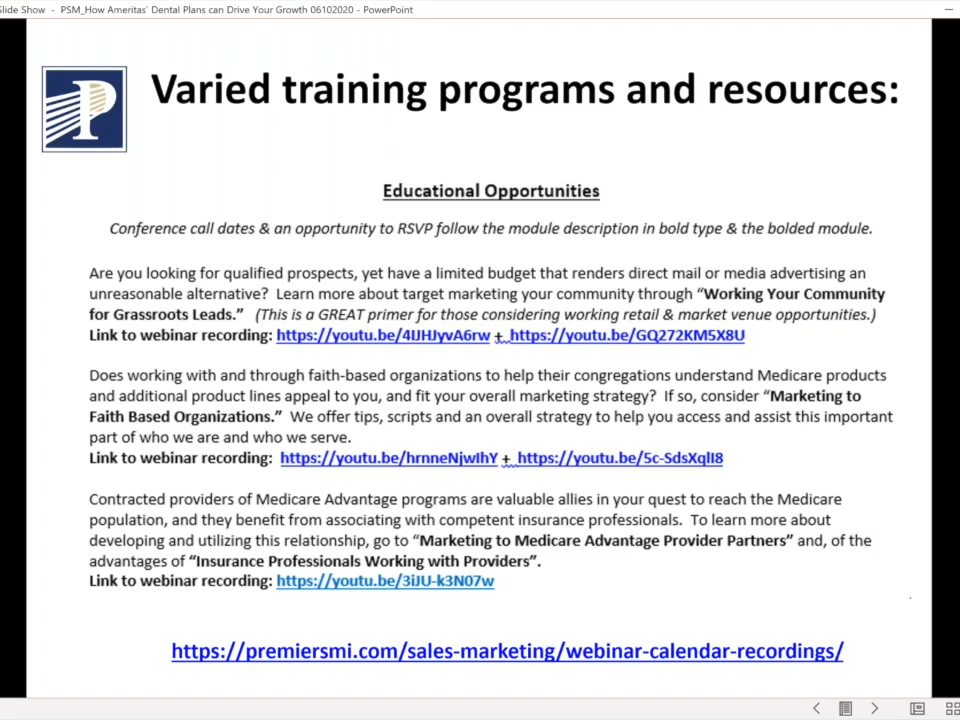 Slide Show - PSM_How Ameritas' Dental Plans can Drive Your Growth 06102020 - PowerPoint
P
Varied training programs and resources:
Educational Opportunities
Conference call dates & an opportunity to RSVP follow the module description in bold type & the bolded module.
Are you looking for qualified prospects, yet have a limited budget that renders direct mail or media advertising an
unreasonable alternative? Learn more about target marketing your community through “Working Your Community
for Grassroots Leads.” (This is a GREAT primer for those considering working retail & market venue opportunities.)
Link to webinar recording: https://youtu.be/4IJHJyvA6rw + https://youtu.be/GQ272KM5X8U
Does working with and through faith-based organizations to help their congregations understand Medicare products
and additional product lines appeal to you, and fit your overall marketing strategy? If so, consider “Marketing to
Faith Based Organizations.” We offer tips, scripts and an overall strategy to help you access and assist this important
part of who we are and who we serve.
Link to webinar recording: https://youtu.be/hrnneNjwIhY + https://youtu.be/5c-SdsXqlI8
Contracted providers of Medicare Advantage programs are valuable allies in your quest to reach the Medicare
population, and they benefit from associating with competent insurance professionals. To learn more about
developing and utilizing this relationship, go to “Marketing to Medicare Advantage Provider Partners” and, of the
advantages of “Insurance Professionals Working with Providers”.
Link to webinar recording: https://youtu.be/3iJU-k3N07w
https://premiersmi.com/sales-marketing/webinar-calendar-recordings/